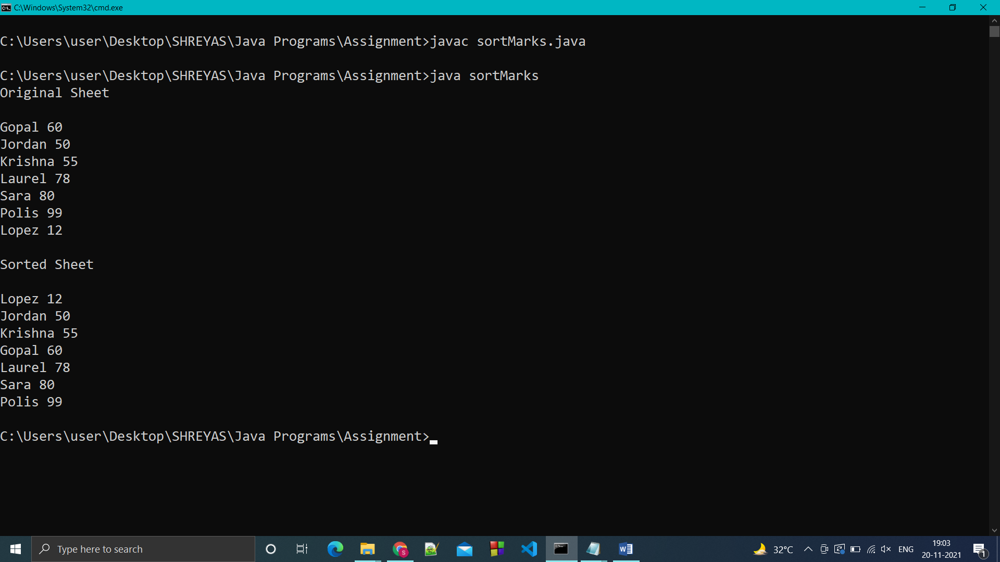 C:\Windows\System32\cmd.exe
C:\Users\user\Desktop\SHREYAS\Java Programs\Assignment>javac sortMarks.java
C:\Users\user\Desktop\SHREYAS\Java Programs\Assignment>java sortMarks
Original Sheet
Gopal 60
Jordan 50
Krishna 55
Laurel 78
Sara 80
Polis 99
Lopez 12
Sorted Sheet
Lopez 12
Jordan 50
Krishna 55
Gopal 60
Laurel 78
Sara 80
Polis 99
C:\Users\user\Desktop\SHREYAS\Java Programs\Assignment>
Type here to search
32°C
ENG
19:03
20-11-2021
1